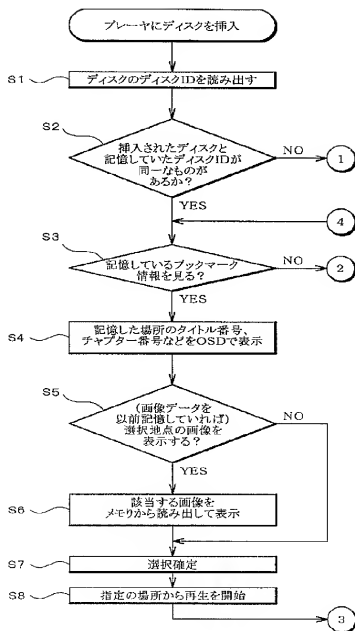 プレーヤにディスクを挿入
S1
ディスクのディスクIDを読み出す
S2
挿入されたディスクと
記憶していたディスクIDが
同一なものが
あるか？
NO
1
YES
4
S3
記憶しているブックマーク
情報を見る？
NO
2
YES
S4
記憶した場所のタイトル番号、
チャプター番号などをOSDで表示
S5
(画像データを
以前記憶していれば)
選択地点の画像を
表示する？
NO
YES
S6
該当する画像を
メモリから読み出して表示
S7
選択確定
S8
指定の場所から再生を開始
3